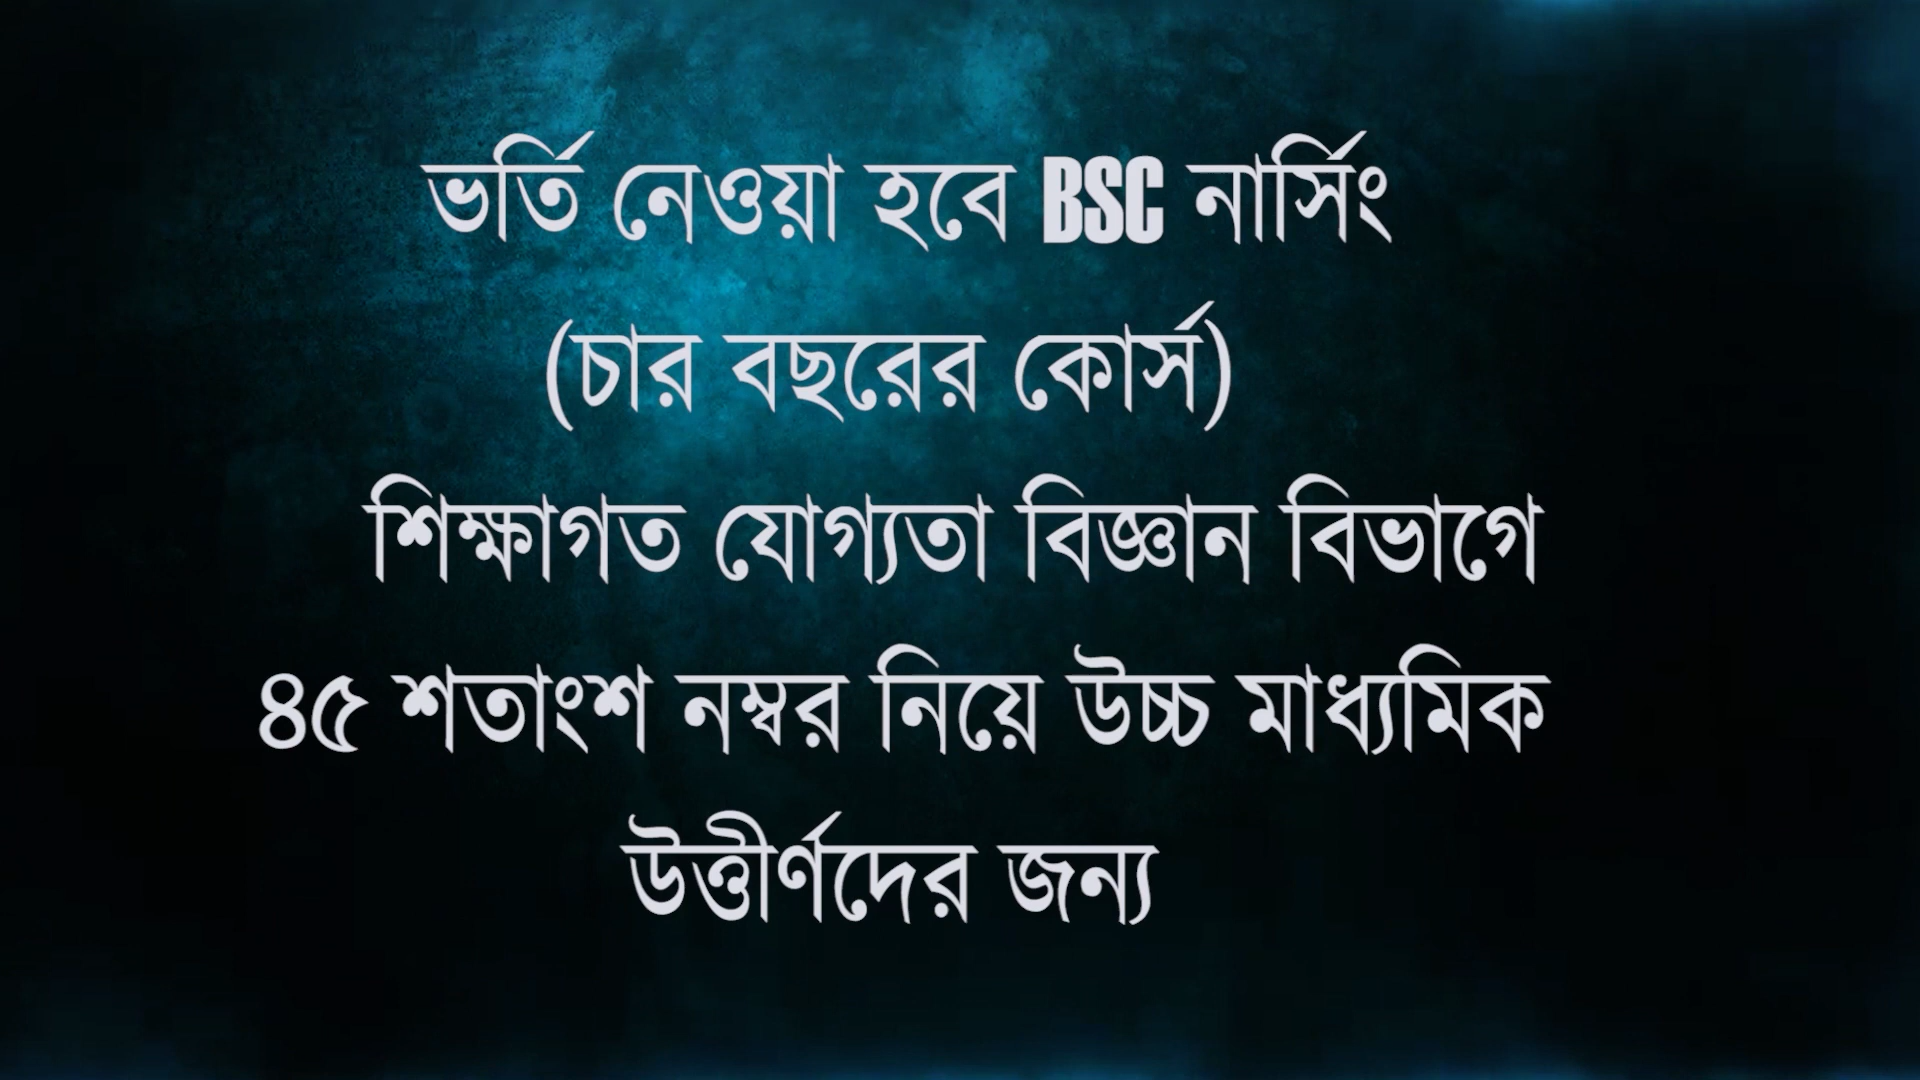 ভর্তি নেওয়া হবে BSC নার্সিং
(চার বছরের কোর্স)
শিক্ষাগত যোগ্যতা বিজ্ঞান বিভাগে
৪৫ শতাংশ নম্বর নিয়ে উচ্চ মাধ্যমিক
উত্তীর্ণদের জন্য